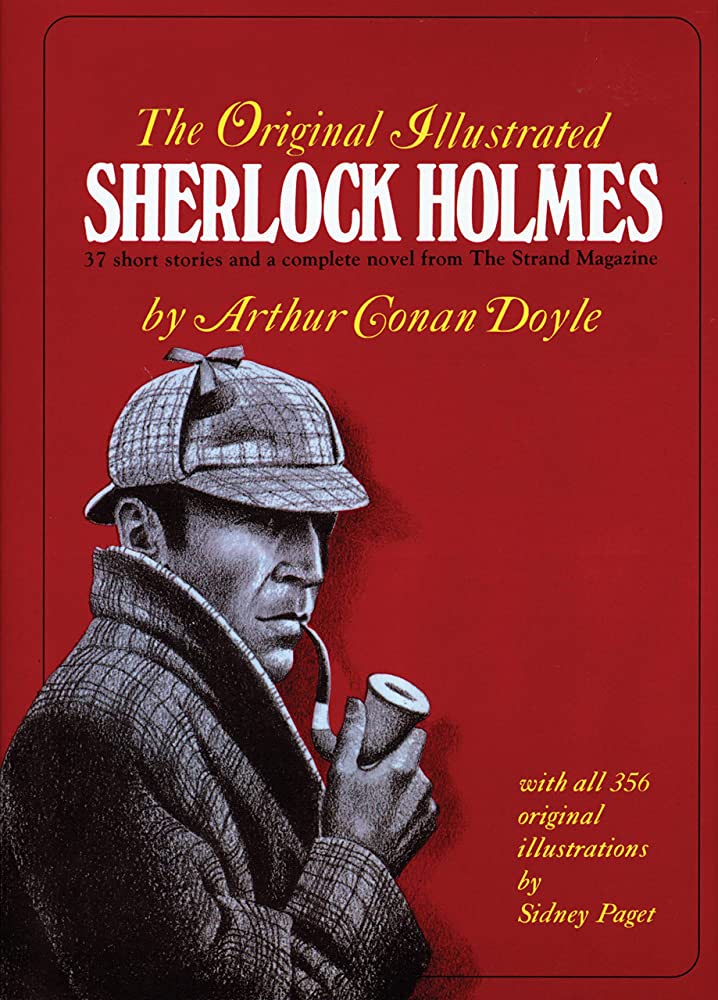 The Original Illustrated
SHERLOCK HOLMES
37 short stories and a complete novel from The Strand Magazine
by Arthur Conan Doyle
with all 356
original
illustrations
by
Sidney Paget